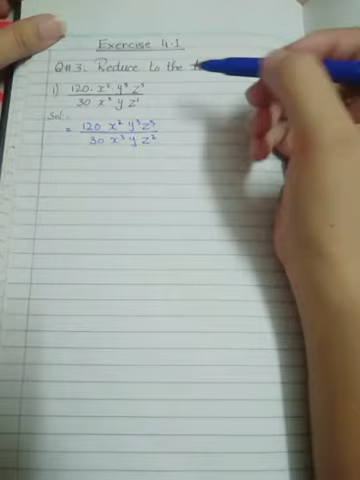 Exercise 4.1
Q#3. Reduce to the
1) 120 x² y³ z⁵
30 x³ y z²
Sol:
= 120 x² y³ z⁵
30 x³ y z²